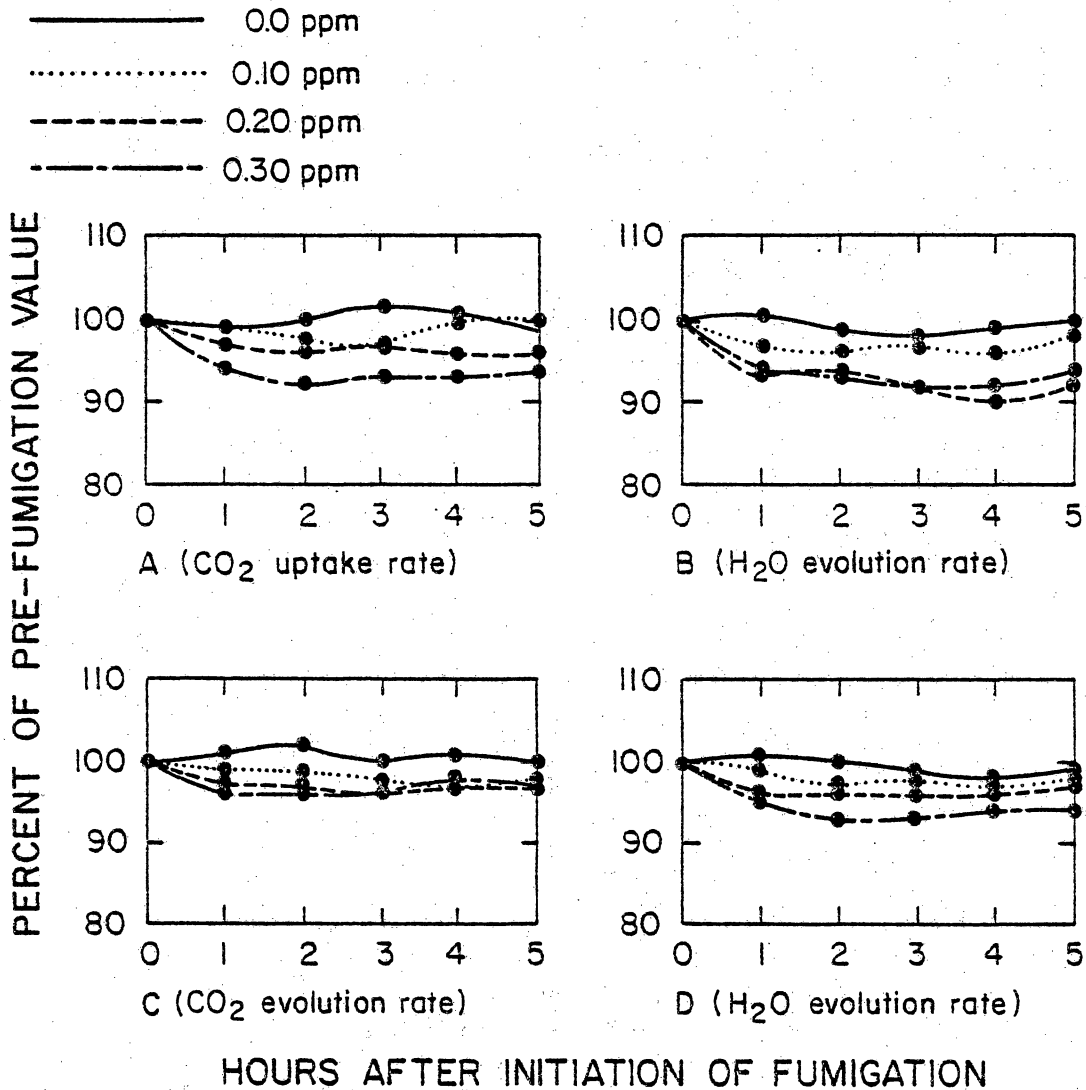 0.0 ppm
0.10 ppm
0.20 ppm
0.30 ppm
PERCENT OF PRE-FUMIGATION VALUE
110
100
90
80
0 1 2 3 4 5
A (CO2 uptake rate)
110
100
90
80
0 1 2 3 4 5
B (H2O evolution rate)
110
100
90
80
0 1 2 3 4 5
C (CO2 evolution rate)
110
100
90
80
0 1 2 3 4 5
D (H2O evolution rate)
HOURS AFTER INITIATION OF FUMIGATION